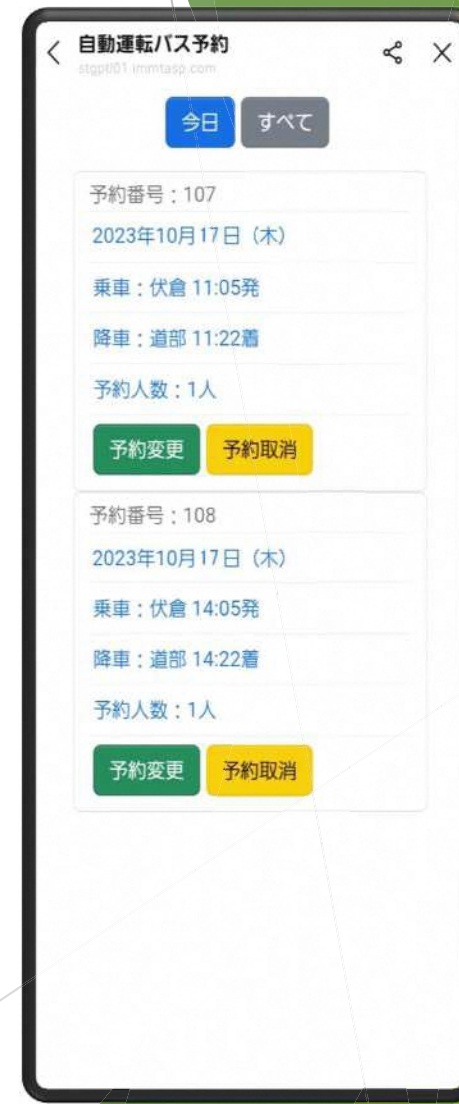 自動運転バス予約
stgptl01.immtasp.com
今日 すべて
予約番号：107
2023年10月17日（木）
乗車：伏倉 11:05発
降車：道部 11:22着
予約人数：1人
予約変更 予約取消
予約番号：108
2023年10月17日（木）
乗車：伏倉 14:05発
降車：道部 14:22着
予約人数：1人
予約変更 予約取消